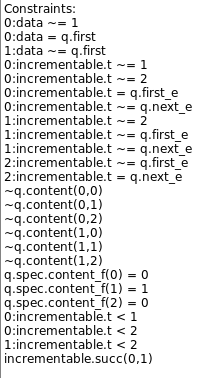 Constraints:
0:data ~= 1
0:data = q.first
1:data ~= q.first
0:incrementable.t ~= 1
0:incrementable.t ~= 2
0:incrementable.t = q.first_e
0:incrementable.t ~= q.next_e
1:incrementable.t ~= 2
1:incrementable.t ~= q.first_e
1:incrementable.t ~= q.next_e
2:incrementable.t ~= q.first_e
2:incrementable.t = q.next_e
~q.content(0,0)
~q.content(0,1)
~q.content(0,2)
~q.content(1,0)
~q.content(1,1)
~q.content(1,2)
q.spec.content_f(0) = 0
q.spec.content_f(1) = 1
q.spec.content_f(2) = 0
0:incrementable.t < 1
0:incrementable.t < 2
1:incrementable.t < 2
incrementable.succ(0,1)